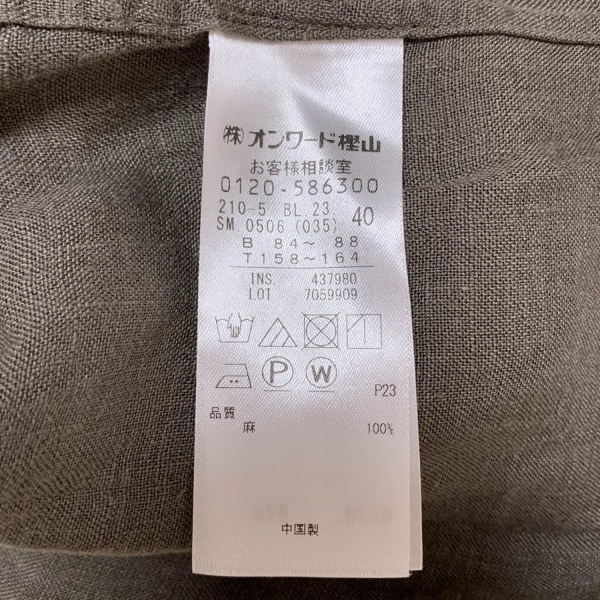 ㈱オンワード樫山
お客様相談室
0120-586300
210-5 BL.23 40
SM 0506 (035)
B 84～ 88
T 158～164
INS. 437980
LOT 7059909
P
W
P23
品質
麻 100%
中国製